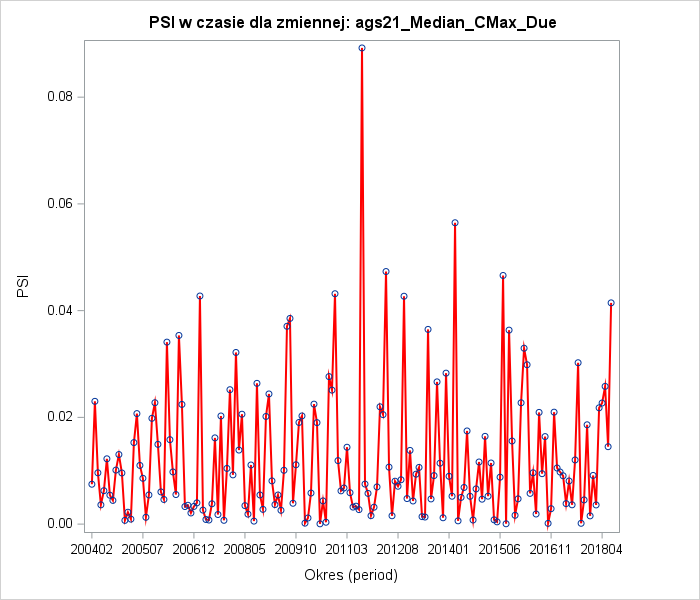 PSI w czasie dla zmiennej: ags21_Median_CMax_Due
0.08
0.06
PSI
0.04
0.02
0.00
200402 200507 200612 200805 200910 201103 201208 201401 201506 201611 201804
Okres (period)